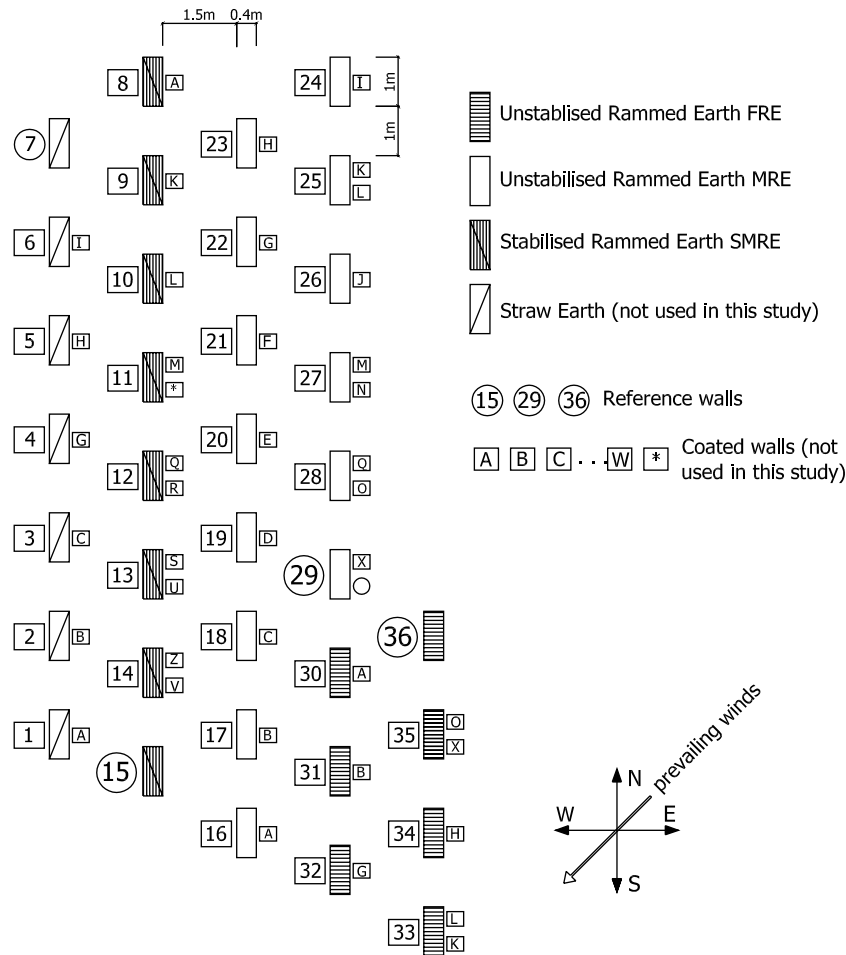 1.5m 0.4m
8 A 24 I 1m
7 23 H 1m
9 K 25 K L
6 I 22 G
10 L 26 J
5 H 21 F
11 M * 27 M N
4 G 20 E
12 Q R 28 Q O
3 C 19 D
13 S U 29 X
2 B 18 C 36
14 Z V 30 A
1 A 17 B 35 O X
15 31 B
16 A 34 H
32 G
33 L K
Unstablised Rammed Earth FRE
Unstabilised Rammed Earth MRE
Stabilised Rammed Earth SMRE
Straw Earth (not used in this study)
15 29 36 Reference walls
A B C . . . W * Coated walls (not
used in this study)
prevailing winds
N
W E
S